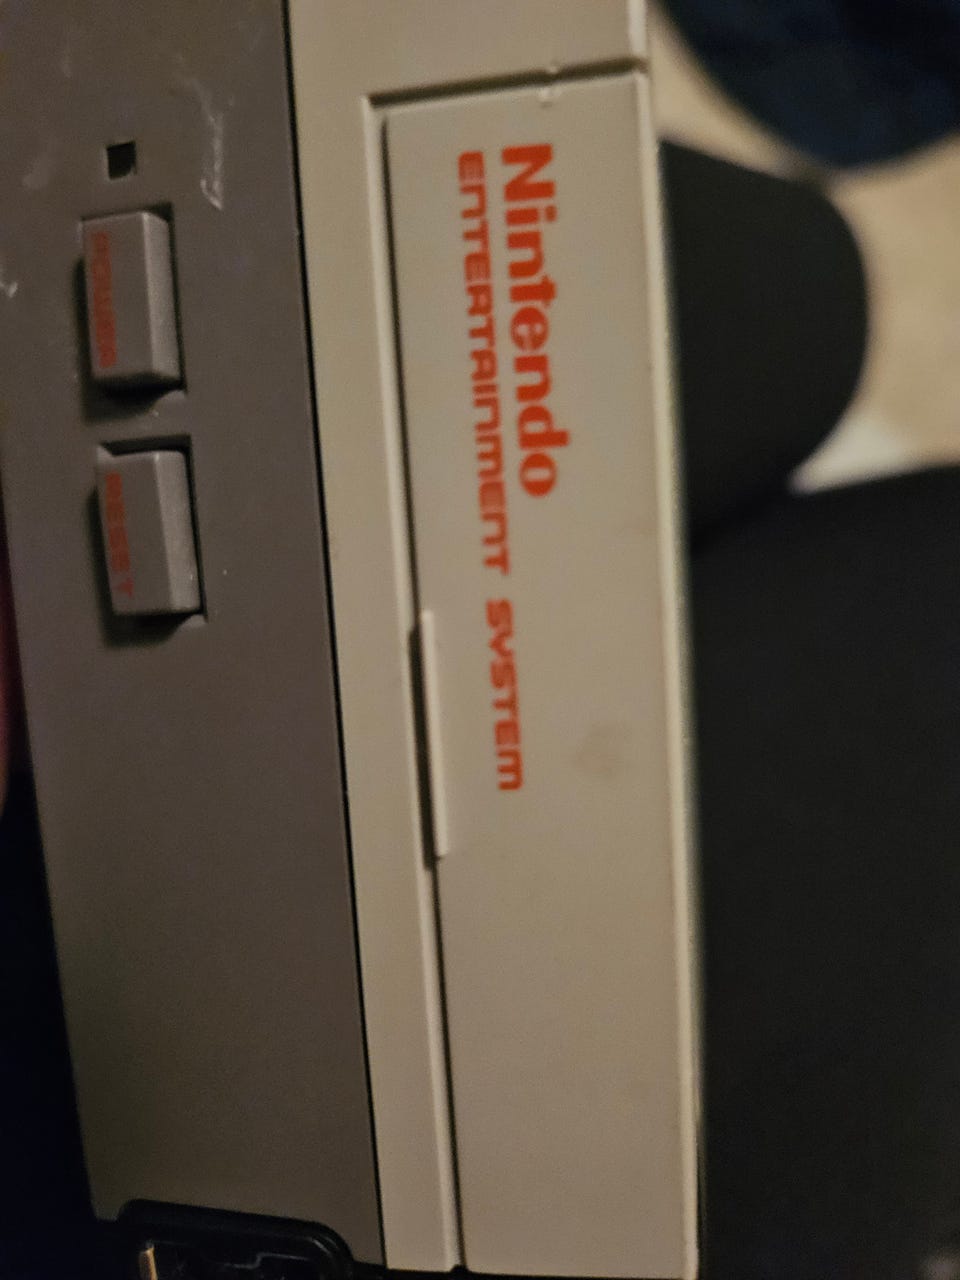 Nintendo
ENTERTAINMENT SYSTEM
POWER
RESET